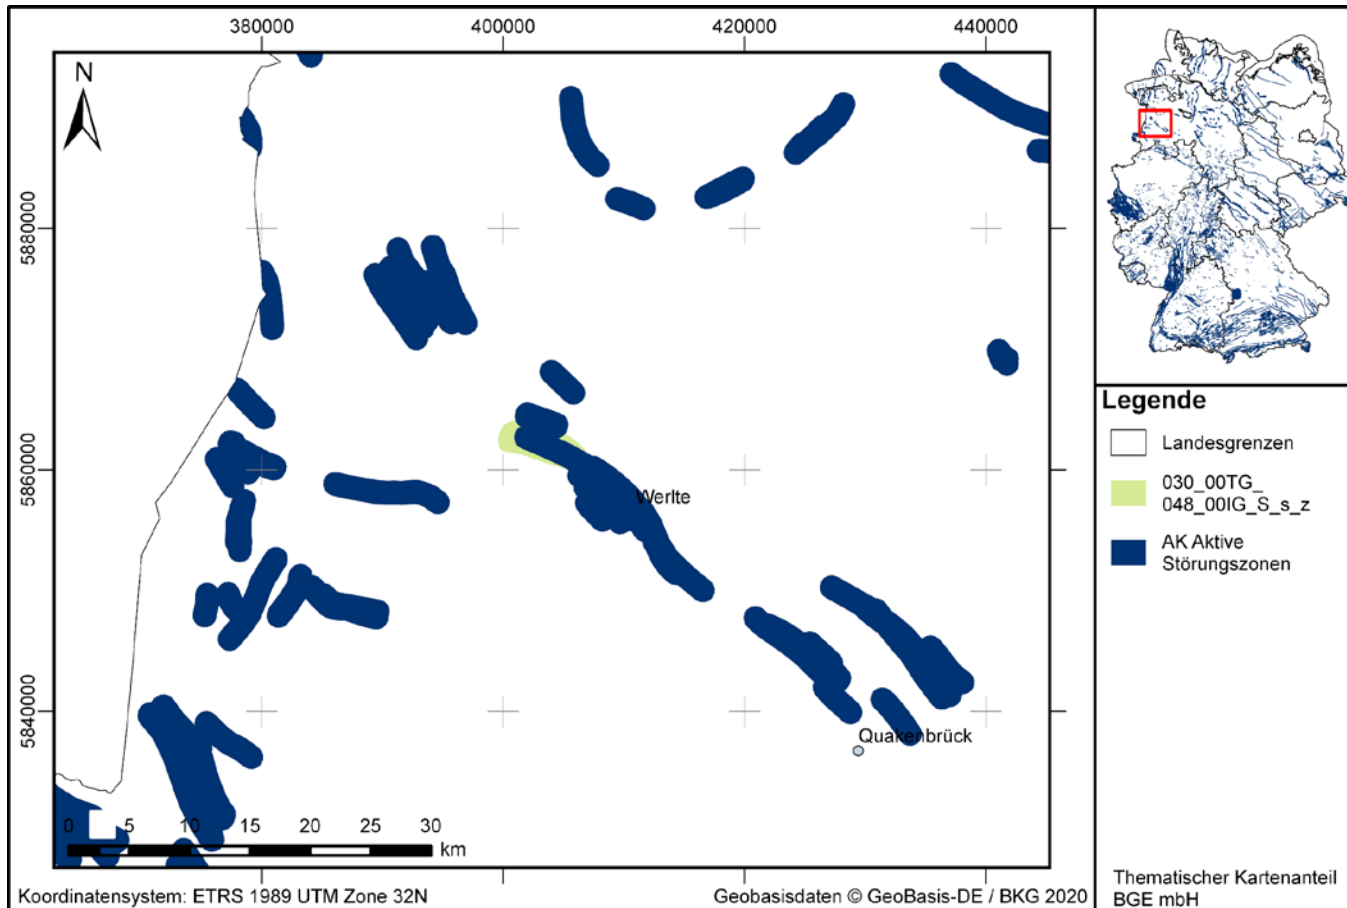 380000 400000 420000 440000
N
5880000
5860000
5840000
Werlte
Quakenbrück
0 5 10 15 20 25 30
km
Koordinatensystem: ETRS 1989 UTM Zone 32N
Geobasisdaten © GeoBasis-DE / BKG 2020
Legende
Landesgrenzen
030_00TG_
048_00IG_S_s_z
AK Aktive
Störungszonen
Thematischer Kartenanteil
BGE mbH